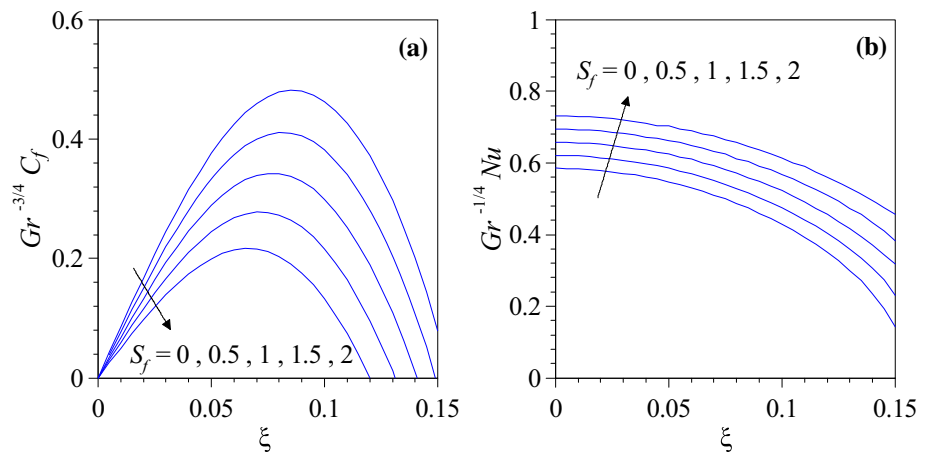 (a)
Gr -3/4 Cf
0.6
0.4
0.2
0
Sf = 0 , 0.5 , 1 , 1.5 , 2
0 0.05 0.1 0.15
ξ
(b)
Gr -1/4 Nu
1
0.8
0.6
0.4
0.2
0
Sf = 0 , 0.5 , 1 , 1.5 , 2
0 0.05 0.1 0.15
ξ